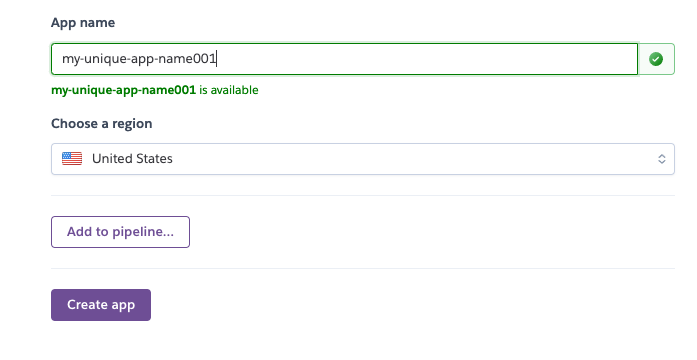 App name
my-unique-app-name001
my-unique-app-name001 is available
Choose a region
United States
Add to pipeline...
Create app